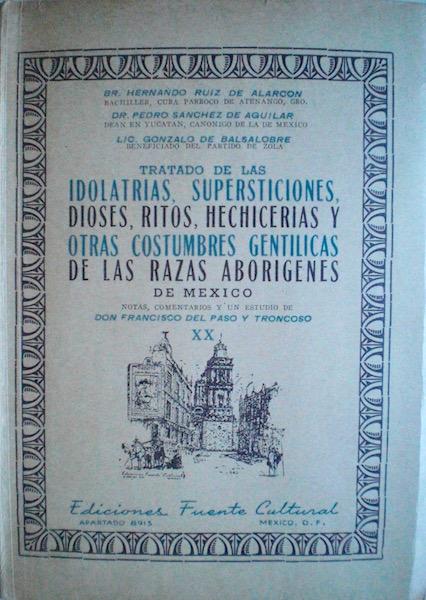 BR. HERNANDO RUIZ DE ALARCON
BACHILLER, CURA PARROCO DE ATENANGO, GRO.
DR. PEDRO SANCHEZ DE AGUILAR
DEAN EN YUCATAN, CANONIGO DE LA DE MEXICO
LIC. GONZALO DE BALSALOBRE
BENEFICIADO DEL PARTIDO DE ZOLA
TRATADO DE LAS
IDOLATRIAS, SUPERSTICIONES,
DIOSES, RITOS, HECHICERIAS Y
OTRAS COSTUMBRES GENTILICAS
DE LAS RAZAS ABORIGENES
DE MEXICO
NOTAS, COMENTARIOS Y UN ESTUDIO DE
DON FRANCISCO DEL PASO Y TRONCOSO
XX
Ediciones Fuente Cultural
Ediciones Fuente Cultural
APARTADO 8915 MEXICO, D. F.